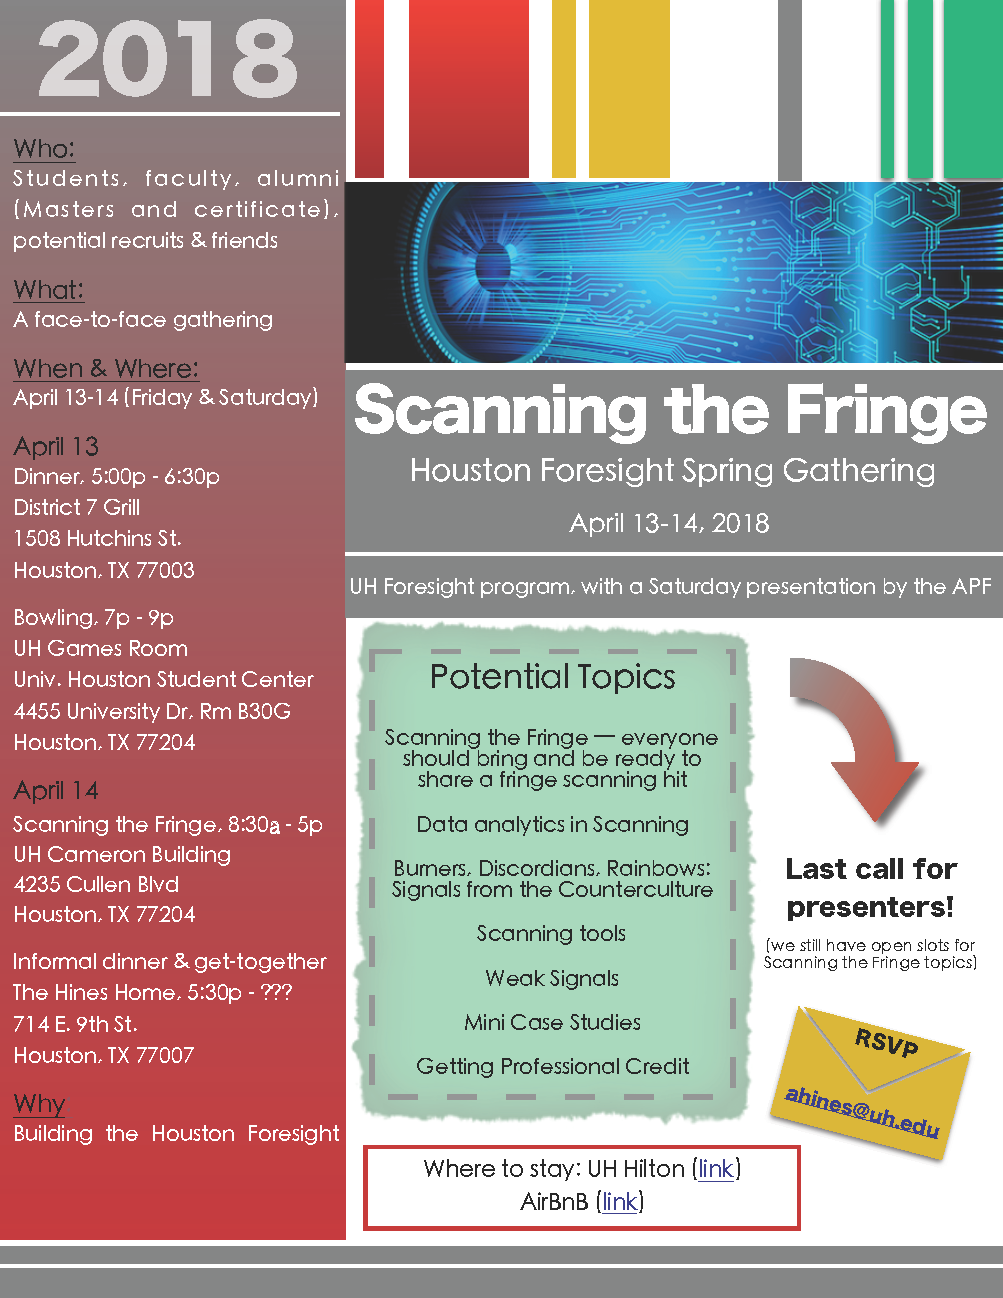 2018
Who:
Students, faculty, alumni
(Masters and certificate),
potential recruits & friends
What:
A face-to-face gathering
When & Where:
April 13-14 (Friday & Saturday)
April 13
Dinner, 5:00p - 6:30p
District 7 Grill
1508 Hutchins St.
Houston, TX 77003
Bowling, 7p - 9p
UH Games Room
Univ. Houston Student Center
4455 University Dr, Rm B30G
Houston, TX 77204
April 14
Scanning the Fringe, 8:30a - 5p
UH Cameron Building
4235 Cullen Blvd
Houston, TX 77204
Informal dinner & get-together
The Hines Home, 5:30p - ???
714 E. 9th St.
Houston, TX 77007
Why
Building the Houston Foresight
Scanning the Fringe
Houston Foresight Spring Gathering
April 13-14, 2018
UH Foresight program, with a Saturday presentation by the APF
Potential Topics
Scanning the Fringe — everyone
should bring and be ready to
share a fringe scanning hit
Data analytics in Scanning
Burners, Discordians, Rainbows:
Signals from the Counterculture
Scanning tools
Weak Signals
Mini Case Studies
Getting Professional Credit
Last call for
presenters!
(we still have open slots for
Scanning the Fringe topics)
RSVP
ahines@uh.edu
Where to stay: UH Hilton (link)
AirBnB (link)